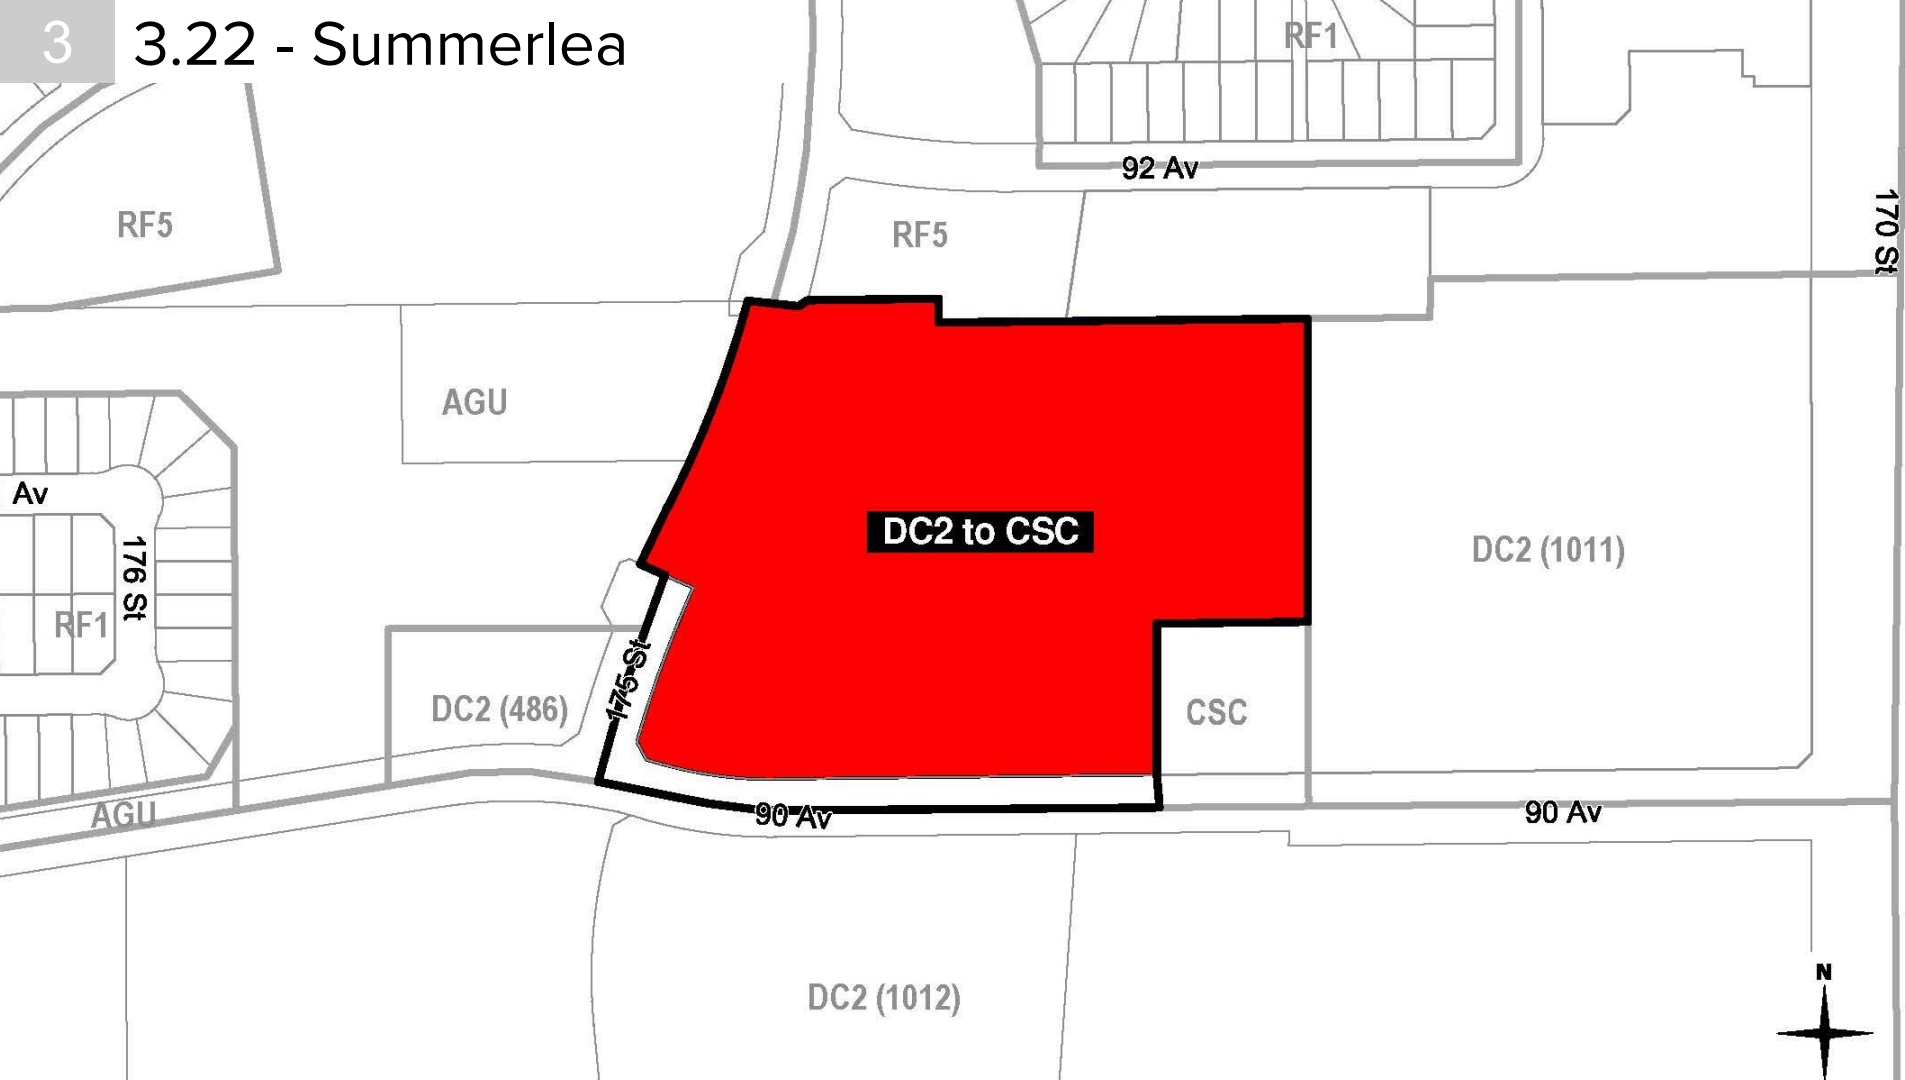 3
3.22 - Summerlea
RF1
92 Av
170 St
RF5
RF5
AGU
Av
176 St
RF1
DC2 to CSC
DC2 (1011)
175 St
DC2 (486)
CSC
AGU
90 Av
90 Av
DC2 (1012)
N